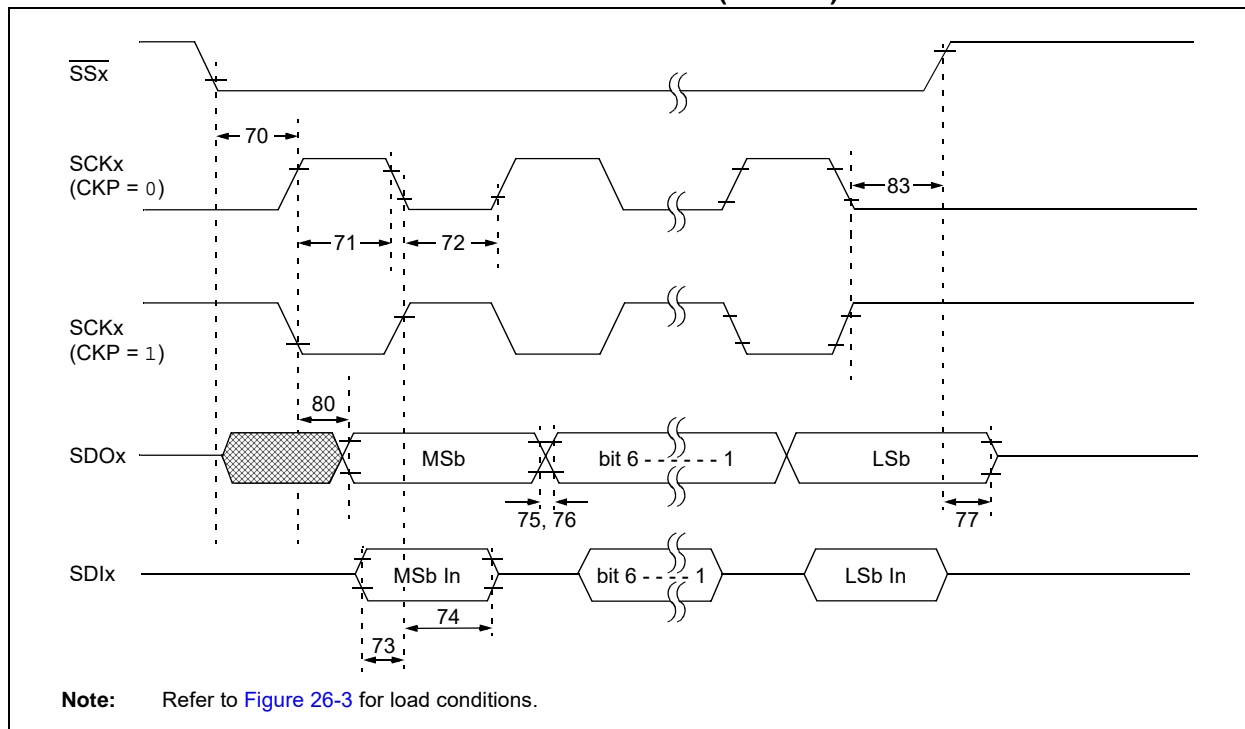 SSx
70
SCKx
(CKP = 0)
83
71
72
SCKx
(CKP = 1)
80
SDOx
MSb
bit 6 - - - - - - 1
LSb
75, 76
77
SDIx
MSb In
bit 6 - - - - - 1
LSb In
74
73
Note: Refer to Figure 26-3 for load conditions.